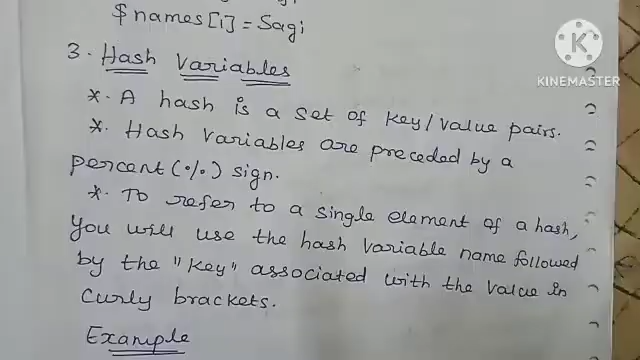 $names[1] = Sagi
3. Hash Variables
*. A hash is a set of key/value pairs.
*. Hash variables are preceded by a
percent (%) sign.
*. To refer to a single element of a hash,
you will use the hash variable name followed
by the "key" associated with the value in
curly brackets.
Example
KINEMASTER